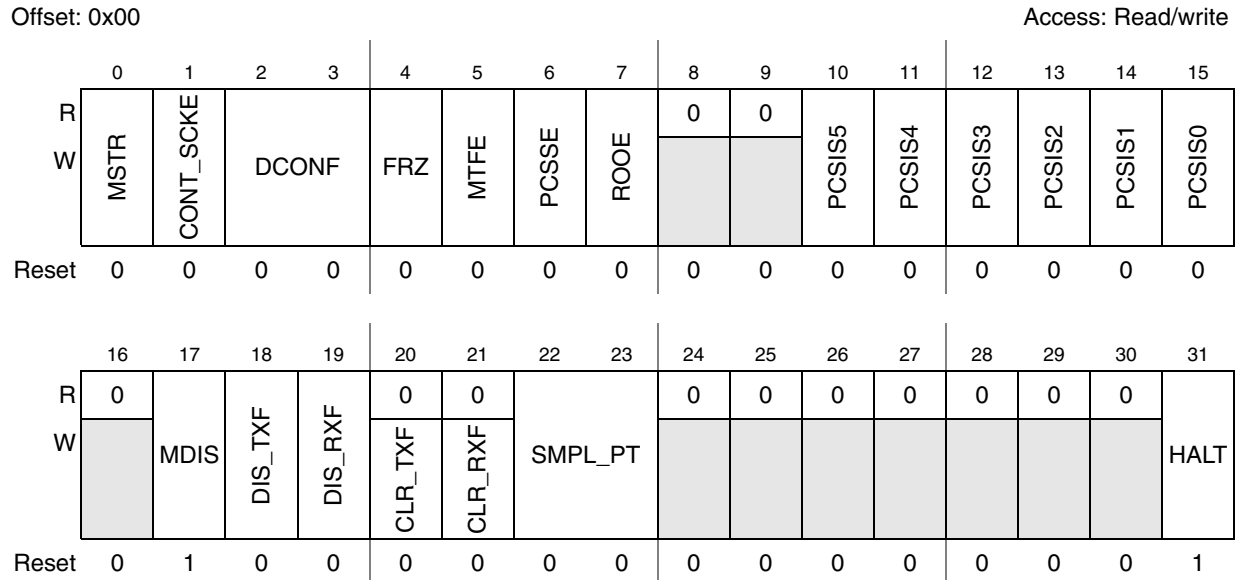 Offset: 0x00 Access: Read/write
0 1 2 3 4 5 6 7 8 9 10 11 12 13 14 15
R MSTR CONT_SCKE DCONF FRZ MTFE PCSSE ROOE 0 0 PCSIS5 PCSIS4 PCSIS3 PCSIS2 PCSIS1 PCSIS0
W
Reset 0 0 0 0 0 0 0 0 0 0 0 0 0 0 0 0
16 17 18 19 20 21 22 23 24 25 26 27 28 29 30 31
R 0 MDIS DIS_TXF DIS_RXF 0 0 SMPL_PT 0 0 0 0 0 0 0 HALT
W CLR_TXF CLR_RXF
Reset 0 1 0 0 0 0 0 0 0 0 0 0 0 0 0 1